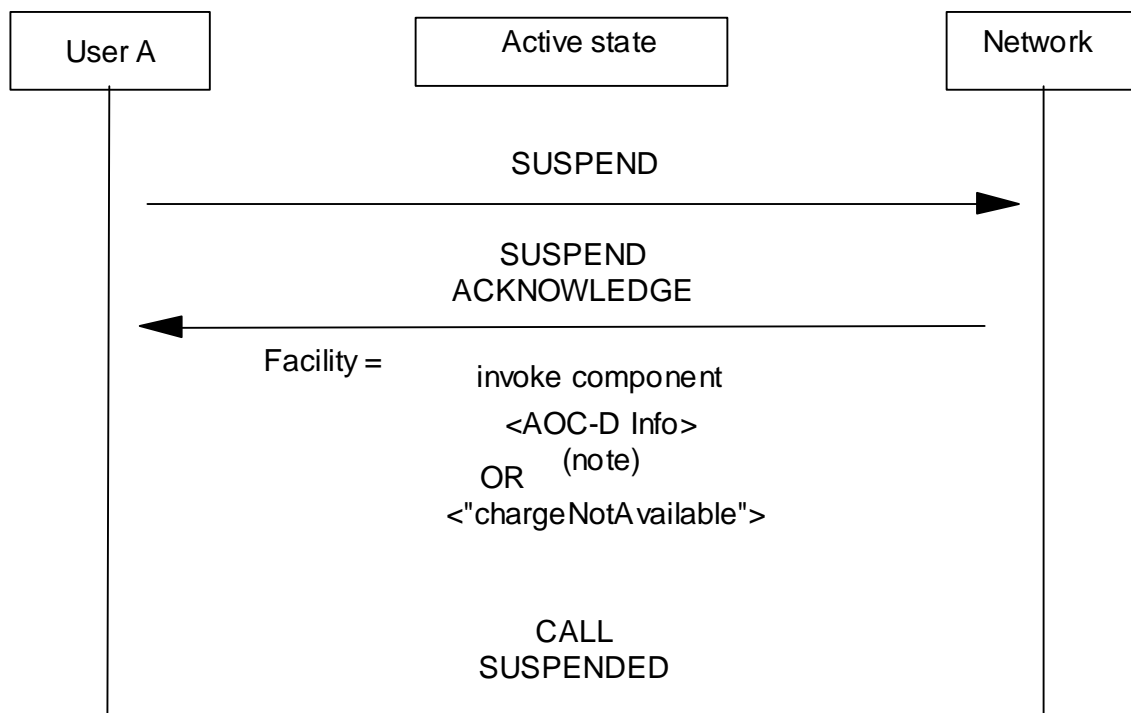 User A
Active state
Network
SUSPEND
SUSPEND
ACKNOWLEDGE
Facility =
invoke component
<AOC-D Info>
(note)
OR
<"chargeNotAvailable">
CALL
SUSPENDED